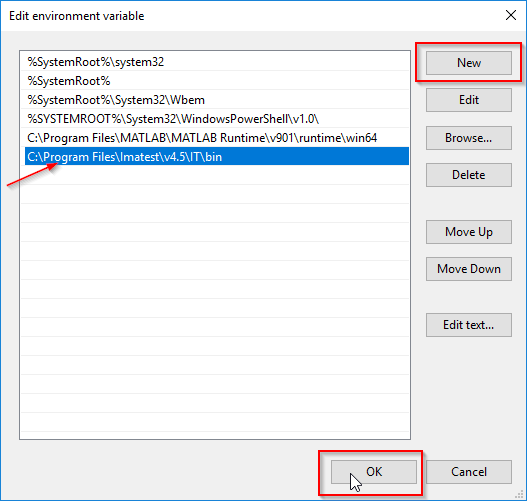 Edit environment variable
%SystemRoot%\system32
%SystemRoot%
%SystemRoot%\System32\Wbem
%SYSTEMROOT%\System32\WindowsPowerShell\v1.0\
C:\Program Files\MATLAB\MATLAB Runtime\v901\runtime\win64
C:\Program Files\Imatest\v4.5\IT\bin
New
Edit
Browse...
Delete
Move Up
Move Down
Edit text...
OK
Cancel